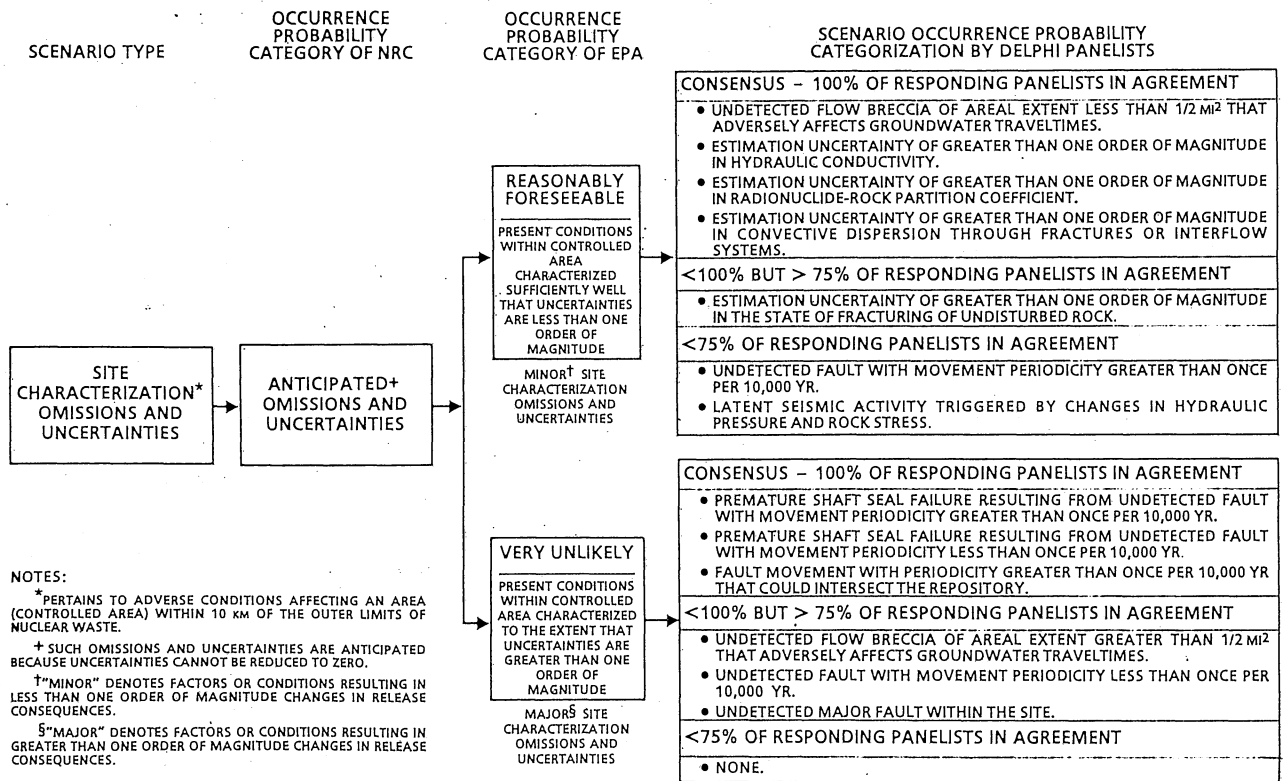 SCENARIO TYPE
OCCURRENCE
PROBABILITY
CATEGORY OF NRC
OCCURRENCE
PROBABILITY
CATEGORY OF EPA
SCENARIO OCCURRENCE PROBABILITY
CATEGORIZATION BY DELPHI PANELISTS
SITE
CHARACTERIZATION*
OMISSIONS AND
UNCERTAINTIES
ANTICIPATED+
OMISSIONS AND
UNCERTAINTIES
REASONABLY
FORESEEABLE
PRESENT CONDITIONS
WITHIN CONTROLLED
AREA
CHARACTERIZED
SUFFICIENTLY WELL
THAT UNCERTAINTIES
ARE LESS THAN ONE
ORDER OF
MAGNITUDE
MINOR† SITE
CHARACTERIZATION
OMISSIONS AND
UNCERTAINTIES
CONSENSUS – 100% OF RESPONDING PANELISTS IN AGREEMENT
• UNDETECTED FLOW BRECCIA OF AREAL EXTENT LESS THAN 1/2 MI² THAT
ADVERSELY AFFECTS GROUNDWATER TRAVELTIMES.
• ESTIMATION UNCERTAINTY OF GREATER THAN ONE ORDER OF MAGNITUDE
IN HYDRAULIC CONDUCTIVITY.
• ESTIMATION UNCERTAINTY OF GREATER THAN ONE ORDER OF MAGNITUDE
IN RADIONUCLIDE-ROCK PARTITION COEFFICIENT.
• ESTIMATION UNCERTAINTY OF GREATER THAN ONE ORDER OF MAGNITUDE
IN CONVECTIVE DISPERSION THROUGH FRACTURES OR INTERFLOW
SYSTEMS.
<100% BUT > 75% OF RESPONDING PANELISTS IN AGREEMENT
• ESTIMATION UNCERTAINTY OF GREATER THAN ONE ORDER OF MAGNITUDE
IN THE STATE OF FRACTURING OF UNDISTURBED ROCK.
<75% OF RESPONDING PANELISTS IN AGREEMENT
• UNDETECTED FAULT WITH MOVEMENT PERIODICITY GREATER THAN ONCE
PER 10,000 YR.
• LATENT SEISMIC ACTIVITY TRIGGERED BY CHANGES IN HYDRAULIC
PRESSURE AND ROCK STRESS.
VERY UNLIKELY
PRESENT CONDITIONS
WITHIN CONTROLLED
AREA CHARACTERIZED
TO THE EXTENT THAT
UNCERTAINTIES ARE
GREATER THAN ONE
ORDER OF
MAGNITUDE
MAJOR§ SITE
CHARACTERIZATION
OMISSIONS AND
UNCERTAINTIES
CONSENSUS – 100% OF RESPONDING PANELISTS IN AGREEMENT
• PREMATURE SHAFT SEAL FAILURE RESULTING FROM UNDETECTED FAULT
WITH MOVEMENT PERIODICITY GREATER THAN ONCE PER 10,000 YR.
• PREMATURE SHAFT SEAL FAILURE RESULTING FROM UNDETECTED FAULT
WITH MOVEMENT PERIODICITY LESS THAN ONCE PER 10,000 YR.
• FAULT MOVEMENT WITH PERIODICITY GREATER THAN ONCE PER 10,000 YR
THAT COULD INTERSECT THE REPOSITORY.
<100% BUT > 75% OF RESPONDING PANELISTS IN AGREEMENT
• UNDETECTED FLOW BRECCIA OF AREAL EXTENT GREATER THAN 1/2 MI²
THAT ADVERSELY AFFECTS GROUNDWATER TRAVELTIMES.
• UNDETECTED FAULT WITH MOVEMENT PERIODICITY LESS THAN ONCE PER
10,000 YR.
• UNDETECTED MAJOR FAULT WITHIN THE SITE.
<75% OF RESPONDING PANELISTS IN AGREEMENT
• NONE.
NOTES:
*PERTAINS TO ADVERSE CONDITIONS AFFECTING AN AREA
(CONTROLLED AREA) WITHIN 10 KM OF THE OUTER LIMITS OF
NUCLEAR WASTE.
+ SUCH OMISSIONS AND UNCERTAINTIES ARE ANTICIPATED
BECAUSE UNCERTAINTIES CANNOT BE REDUCED TO ZERO.
†"MINOR" DENOTES FACTORS OR CONDITIONS RESULTING IN
LESS THAN ONE ORDER OF MAGNITUDE CHANGES IN RELEASE
CONSEQUENCES.
§"MAJOR" DENOTES FACTORS OR CONDITIONS RESULTING IN
GREATER THAN ONE ORDER OF MAGNITUDE CHANGES IN RELEASE
CONSEQUENCES.